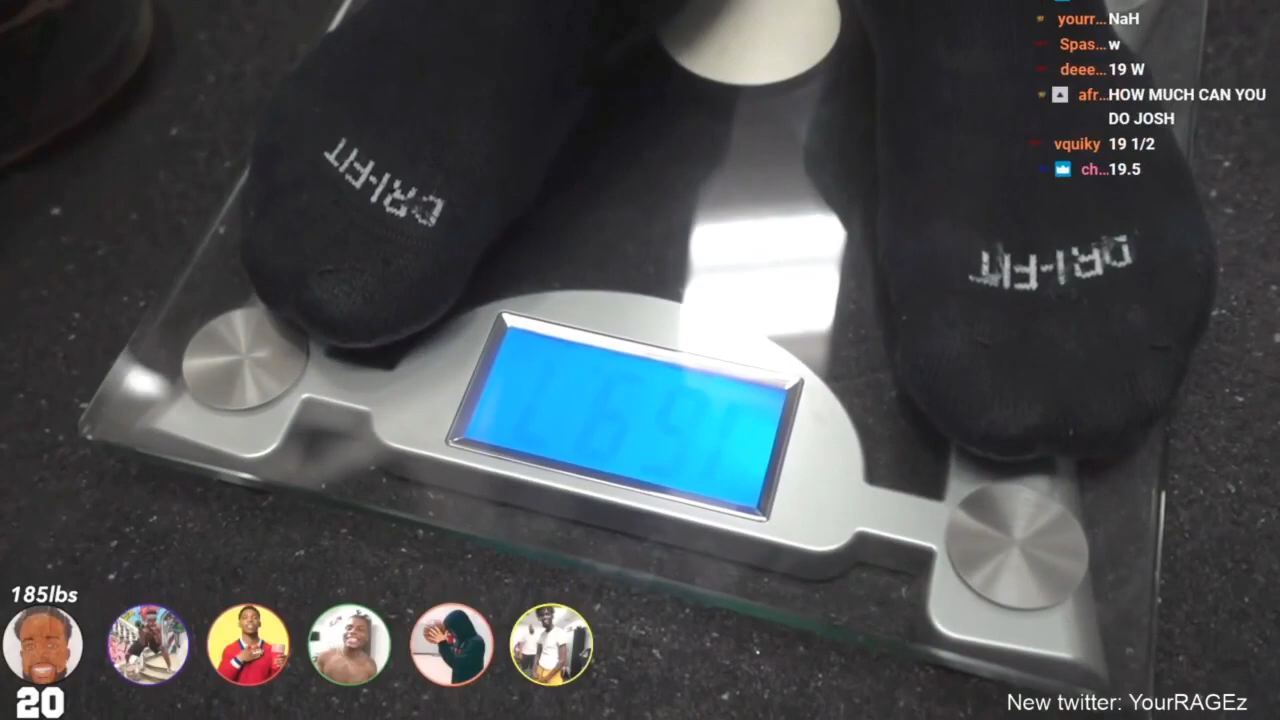 yourr... NaH
Spas... w
deee... 19 W
afr... HOW MUCH CAN YOU
DO JOSH
vquiky 19 1/2
ch... 19.5
DRI-FIT
DRI-FIT
185lbs
20
New twitter: YourRAGEz